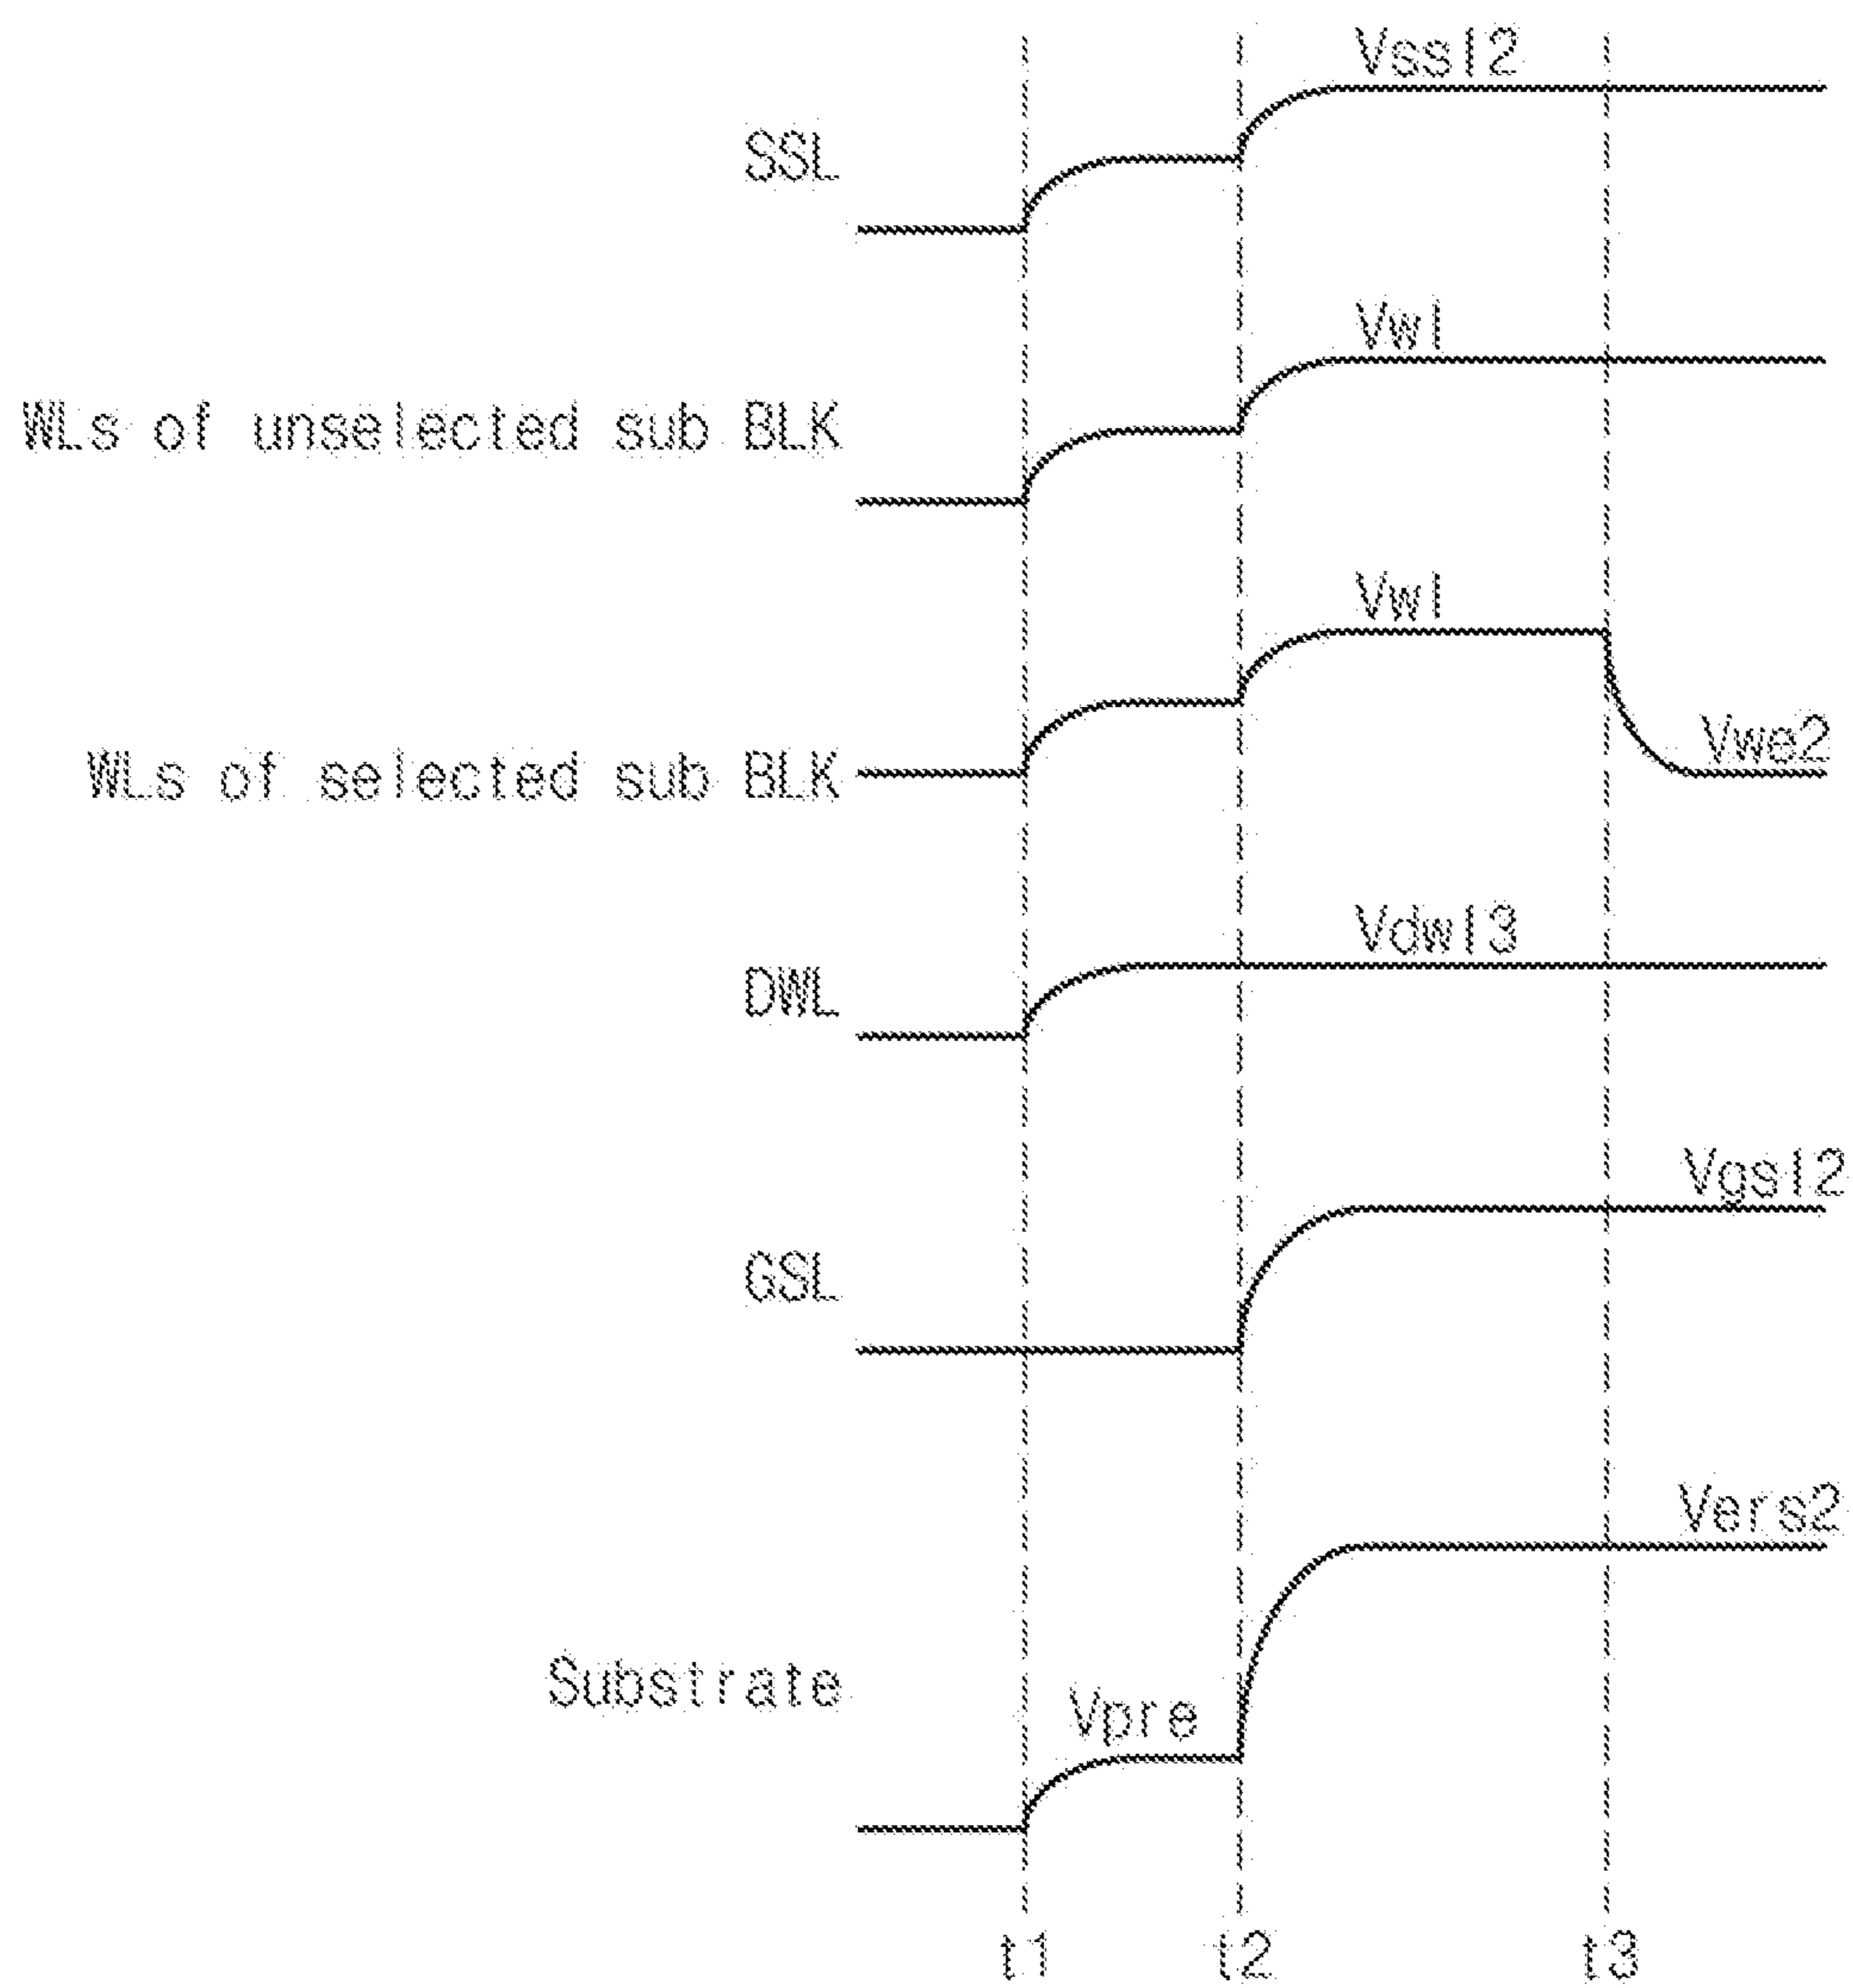 Vssl2
SSL
Vwl
WLs of unselected sub BLK
Vwl
Vwe2
WLs of selected sub BLK
Vdwl3
DWL
Vgsl2
GSL
Vers2
Substrate
Vpre
t1 t2 t3